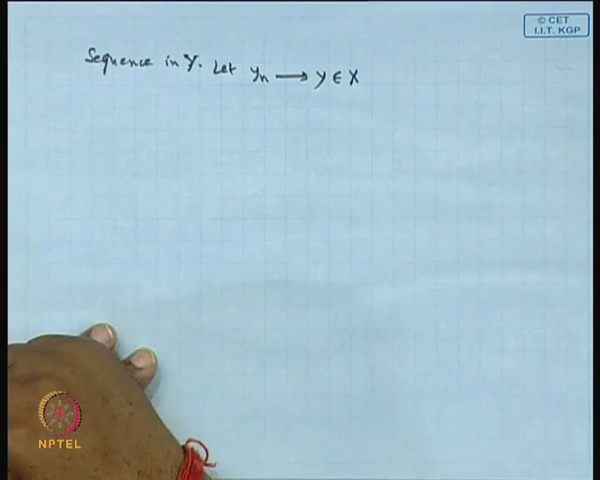 © CET
I.I.T. KGP
Sequence in Y. Let yn ⟶ y ∈ X
NPTEL